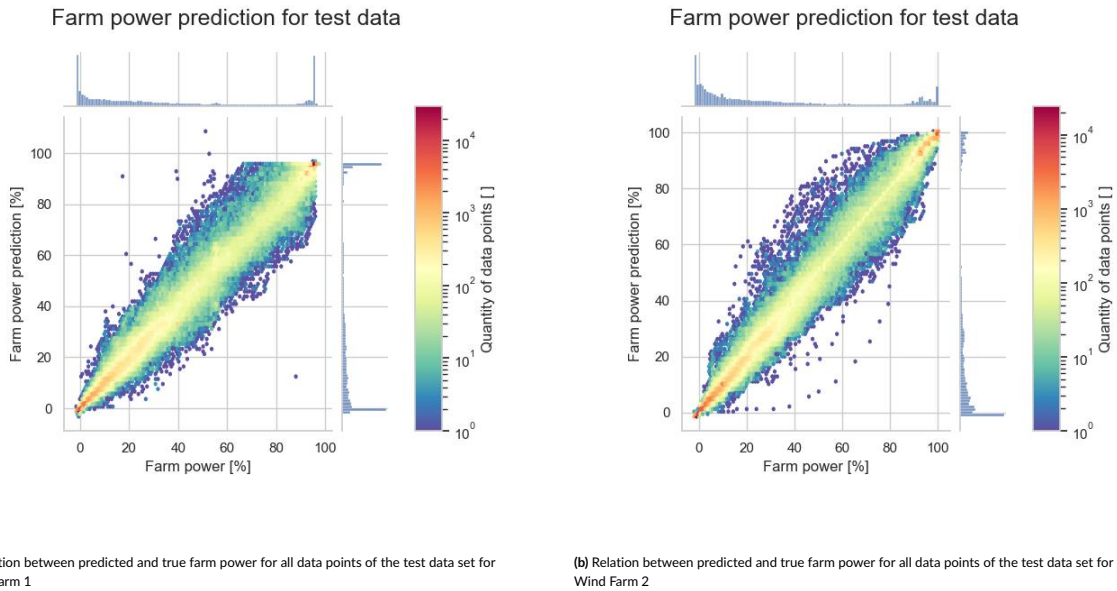 Farm power prediction for test data
100
80
60
40
20
0
0 20 40 60 80 100
Farm power [%]
Farm power prediction [%]
10^4
10^3
10^2
10^1
10^0
Quantity of data points [ ]
tion between predicted and true farm power for all data points of the test data set for
arm 1
Farm power prediction for test data
100
80
60
40
20
0
0 20 40 60 80 100
Farm power [%]
Farm power prediction [%]
10^4
10^3
10^2
10^1
10^0
Quantity of data points [ ]
(b) Relation between predicted and true farm power for all data points of the test data set for
Wind Farm 2